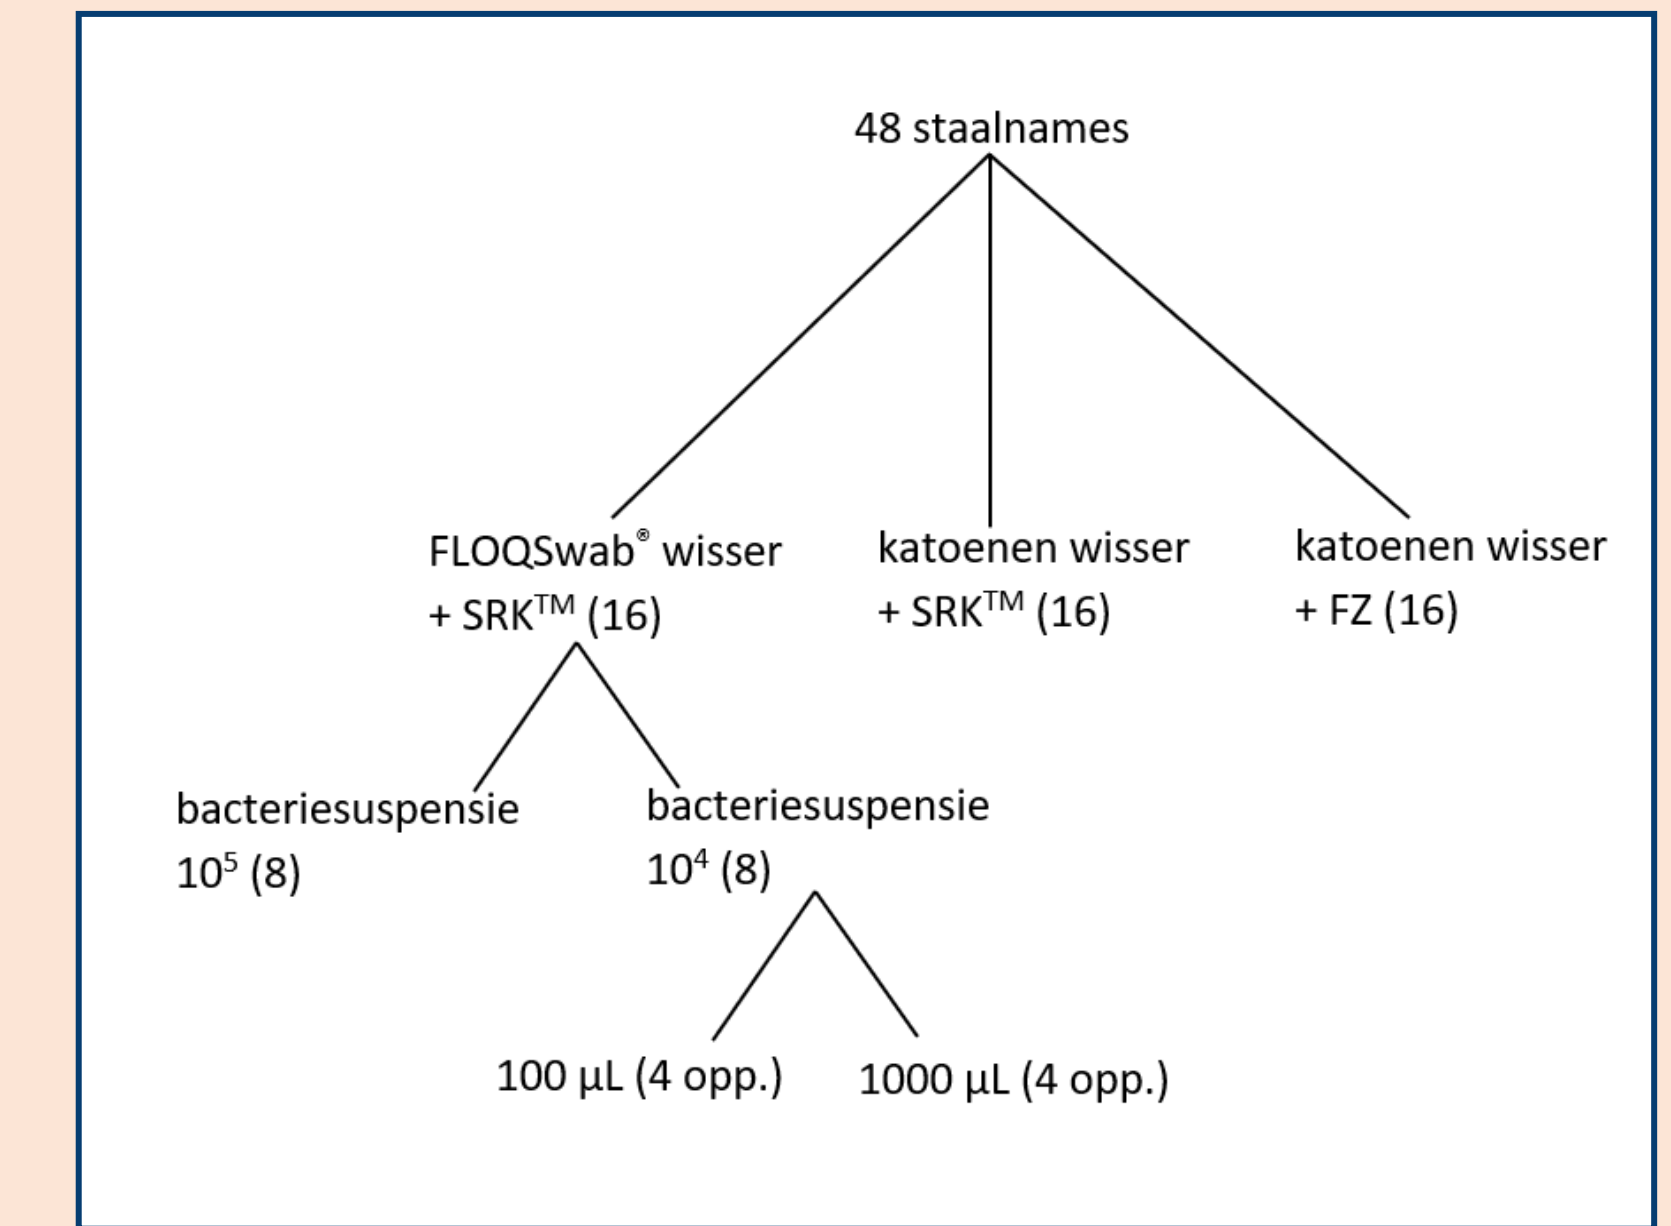 48 staalnames
FLOQSwab® wisser
+ SRK™ (16)
katoenen wisser
+ SRK™ (16)
katoenen wisser
+ FZ (16)
bacteriesuspensie
10⁵ (8)
bacteriesuspensie
10⁴ (8)
100 µL (4 opp.)
1000 µL (4 opp.)